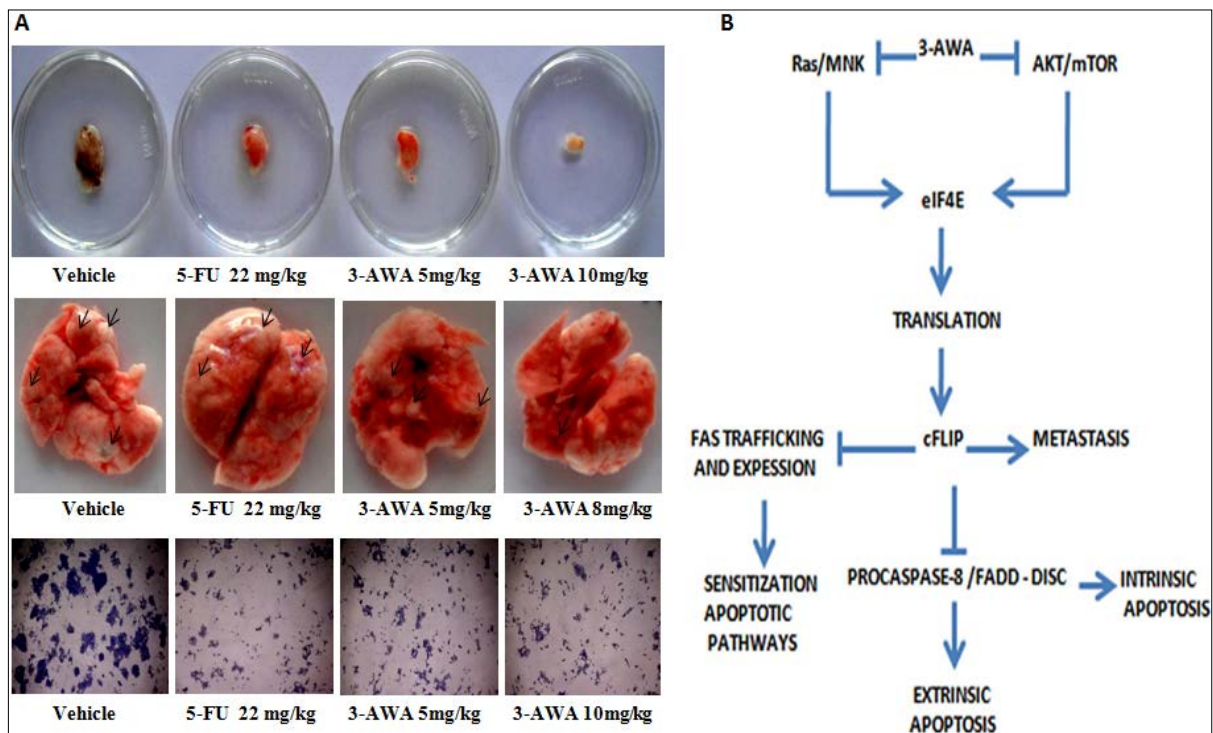 A
Vehicle 5-FU 22 mg/kg 3-AWA 5mg/kg 3-AWA 10mg/kg
Vehicle 5-FU 22 mg/kg 3-AWA 5mg/kg 3-AWA 8mg/kg
Vehicle 5-FU 22 mg/kg 3-AWA 5mg/kg 3-AWA 10mg/kg
B
Ras/MNK 3-AWA AKT/mTOR
eIF4E
TRANSLATION
FAS TRAFFICKING
AND EXPESSION
cFLIP METASTASIS
SENSITIZATION
APOPTOTIC
PATHWAYS
PROCASPASE-8 /FADD - DISC
INTRINSIC
APOPTOSIS
EXTRINSIC
APOPTOSIS